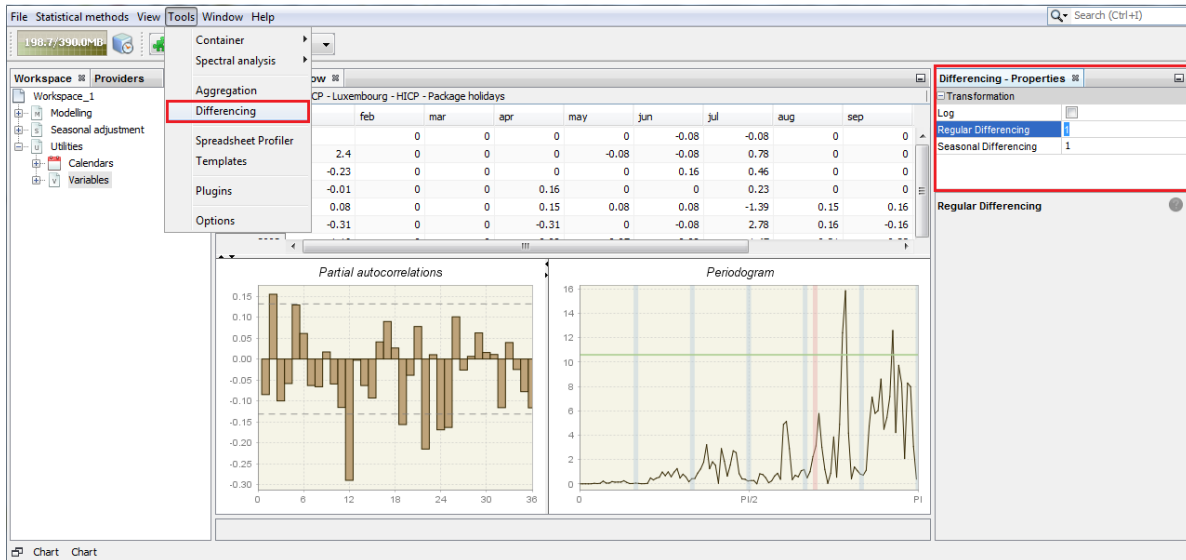 File Statistical methods View Tools Window Help
Search (Ctrl+I)
198.7/390.0MB
Container
Spectral analysis
Aggregation
Differencing
Spreadsheet Profiler
Templates
Plugins
Options
Workspace Providers
Workspace_1
Modelling
Seasonal adjustment
Utilities
Calendars
Variables
CP - Luxembourg - HICP - Package holidays
feb mar apr may jun jul aug sep
0 0 0 0 -0.08 -0.08 0 0
2.4 0 0 0 -0.08 -0.08 0.78 0 0
-0.23 0 0 0 0 0.16 0.46 0 0
-0.01 0 0 0.16 0 0 0.23 0 0
0.08 0 0 0.15 0.08 0.08 -1.39 0.15 0.16
-0.31 0 0 -0.31 0 -0.08 2.78 0.16 -0.16
Differencing - Properties
Transformation
Log
Regular Differencing 1
Seasonal Differencing 1
Regular Differencing
Partial autocorrelations
0.15
0.10
0.05
0.00
-0.05
-0.10
-0.15
-0.20
-0.25
-0.30
0 6 12 18 24 30 36
Periodogram
16
14
12
10
8
6
4
2
0
0 PI/2 PI
Chart Chart